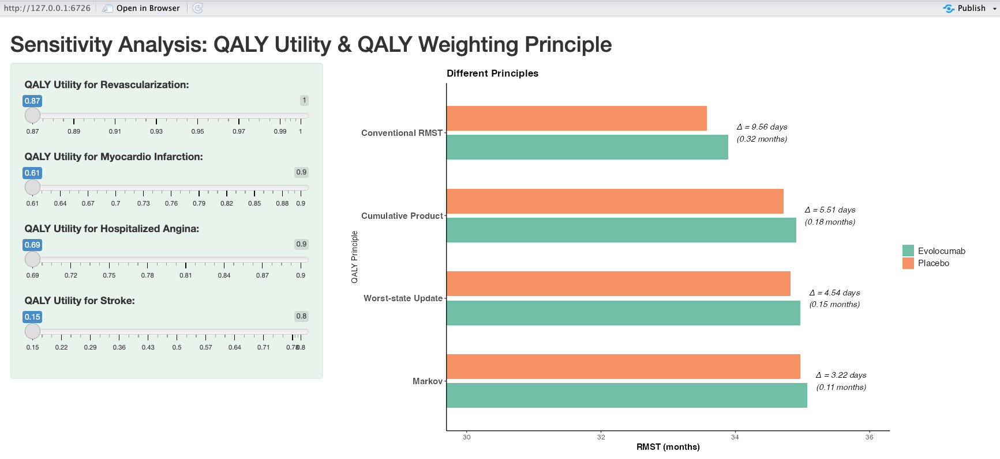 http://127.0.0.1:6726 Open in Browser Publish
Sensitivity Analysis: QALY Utility & QALY Weighting Principle
QALY Utility for Revascularization:
0.87 1
0.87 0.89 0.91 0.93 0.95 0.97 0.99 1
QALY Utility for Myocardio Infarction:
0.61 0.9
0.61 0.64 0.67 0.7 0.73 0.76 0.79 0.82 0.85 0.88 0.9
QALY Utility for Hospitalized Angina:
0.69 0.9
0.69 0.72 0.75 0.78 0.81 0.84 0.87 0.9
QALY Utility for Stroke:
0.15 0.8
0.15 0.22 0.29 0.36 0.43 0.5 0.57 0.64 0.71 0.78 0.8
Different Principles
QALY Principle
Conventional RMST
Δ = 9.56 days
(0.32 months)
Cumulative Product
Δ = 5.51 days
(0.18 months)
Worst-state Update
Δ = 4.54 days
(0.15 months)
Markov
Δ = 3.22 days
(0.11 months)
30 32 34 36
RMST (months)
Evolocumab
Placebo